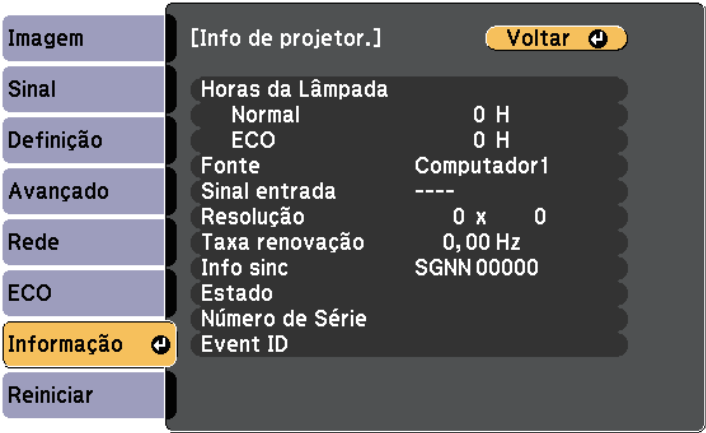 Imagem
Sinal
Definição
Avançado
Rede
ECO
Informação
Reiniciar
[Info de projetor.] Voltar
Horas da Lâmpada
Normal 0 H
ECO 0 H
Fonte Computador1
Sinal entrada ----
Resolução 0 x 0
Taxa renovação 0,00 Hz
Info sinc SGNN00000
Estado
Número de Série
Event ID